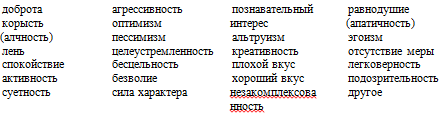 доброта агрессивность познавательный равнодушие
корысть оптимизм интерес (апатичность)
(алчность) пессимизм альтруизм эгоизм
лень целеустремленность креативность отсутствие меры
спокойствие бесцельность плохой вкус легковерность
активность безволие хороший вкус подозрительность
суетность сила характера незакомплексова другое
нность